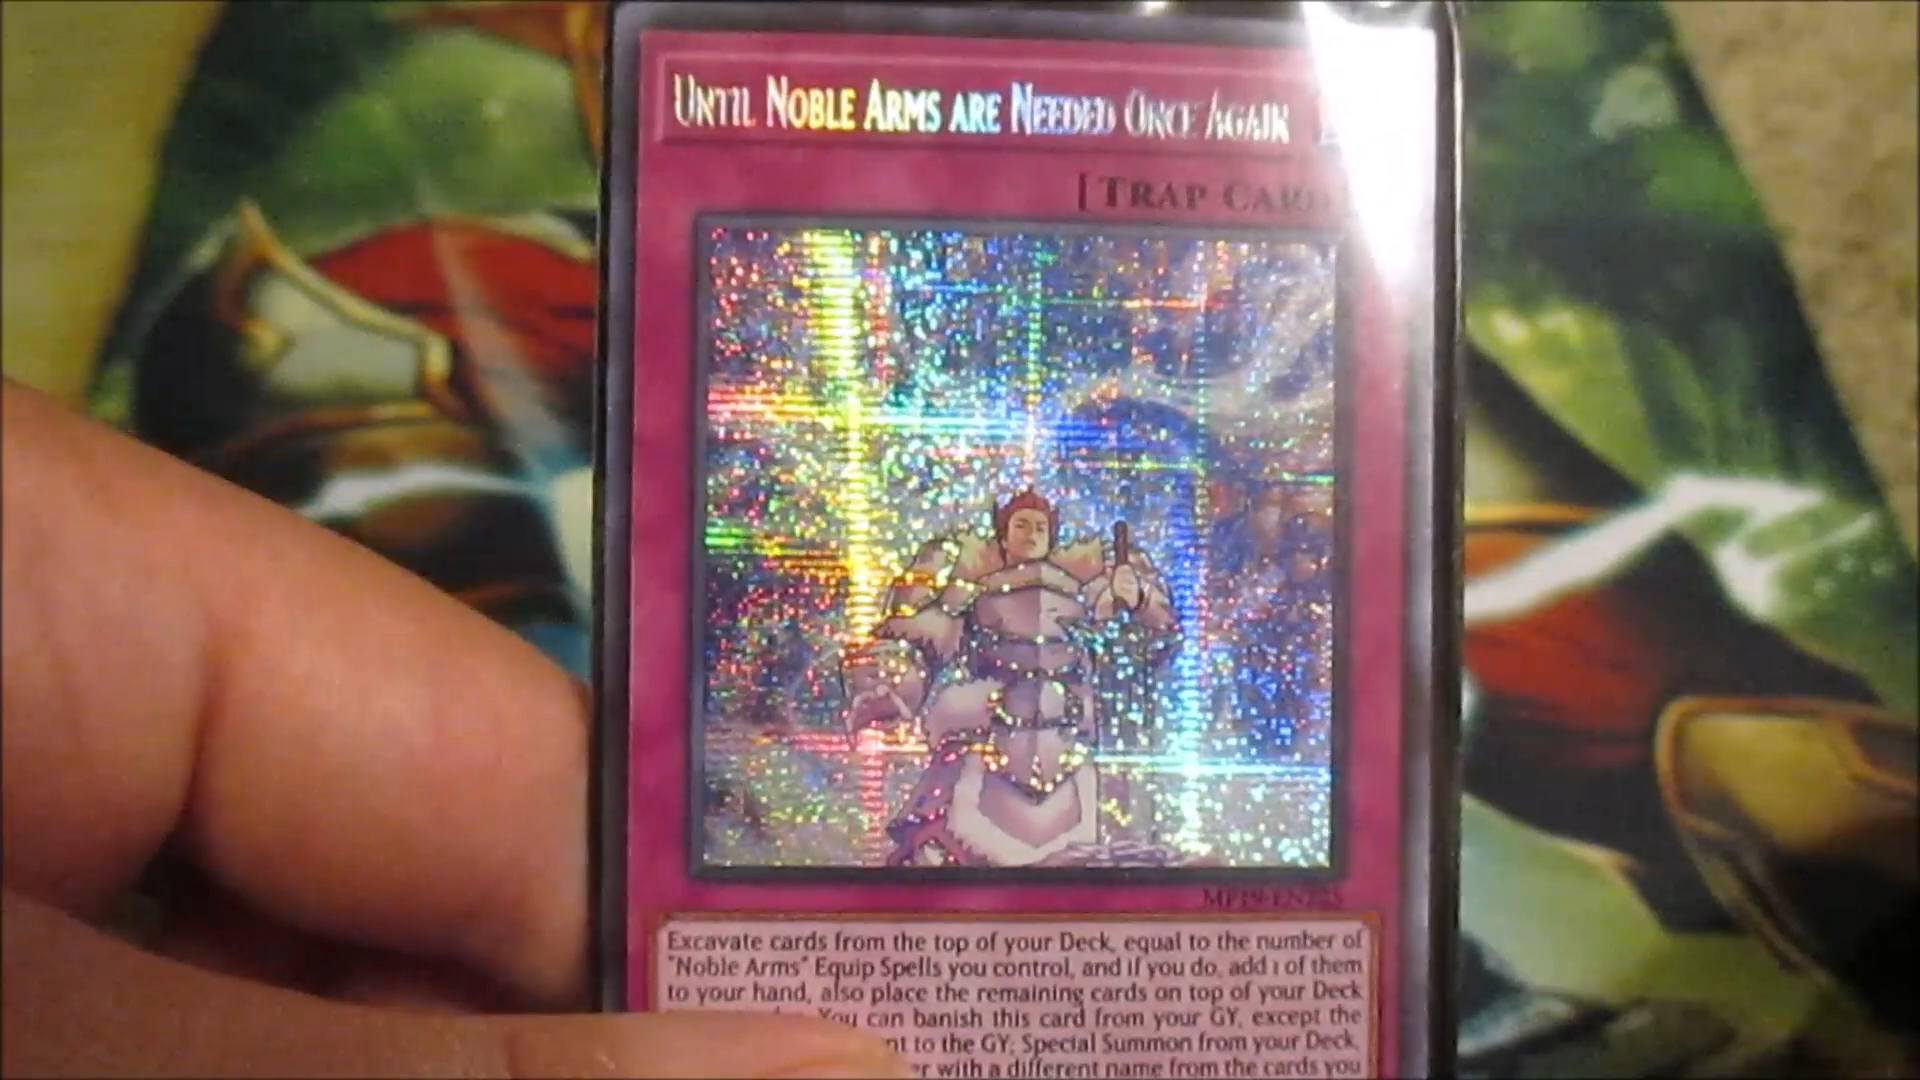 UNTIL NOBLE ARMS ARE NEEDED ONCE AGAIN
[TRAP CARD
Excavate cards from the top of your Deck, equal to the number of
"Noble Arms" Equip Spells you control, and if you do, add 1 of them
to your hand, also place the remaining cards on top of your Deck
You can banish this card from your GY, except the
nt to the GY; Special Summon from your Deck,
er with a different name from the cards you